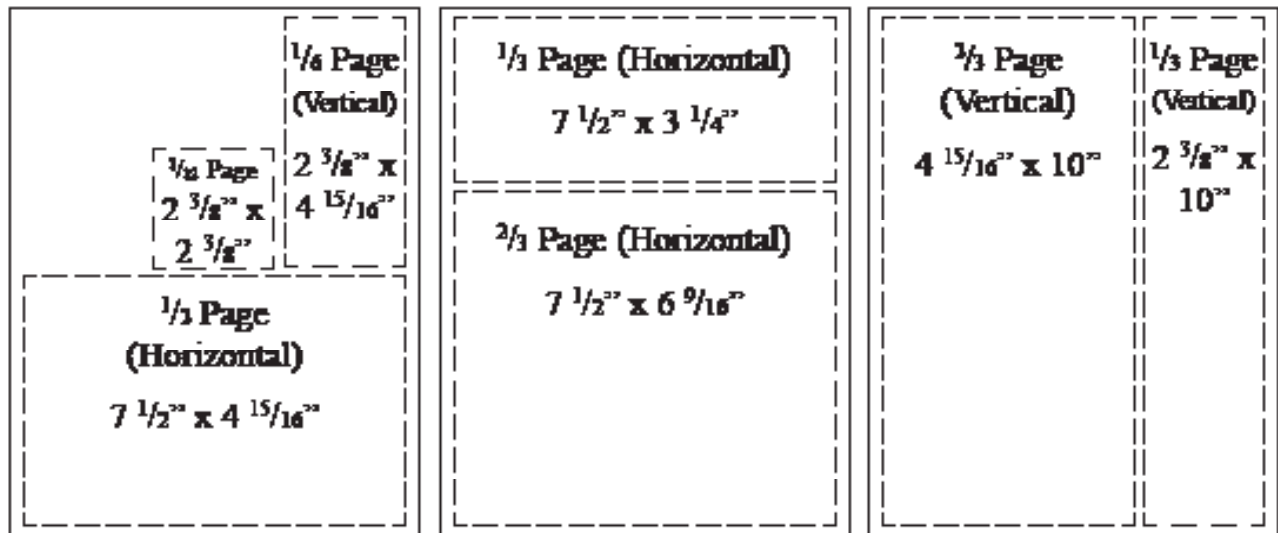 1/6 Page
(Vertical)
2 3/8" x
4 15/16"
1/12 Page
2 3/8" x
2 3/8"
1/2 Page
(Horizontal)
7 1/2" x 4 15/16"
1/3 Page (Horizontal)
7 1/2" x 3 1/4"
2/3 Page (Horizontal)
7 1/2" x 6 9/16"
2/3 Page
(Vertical)
4 15/16" x 10"
1/3 Page
(Vertical)
2 3/8" x
10"